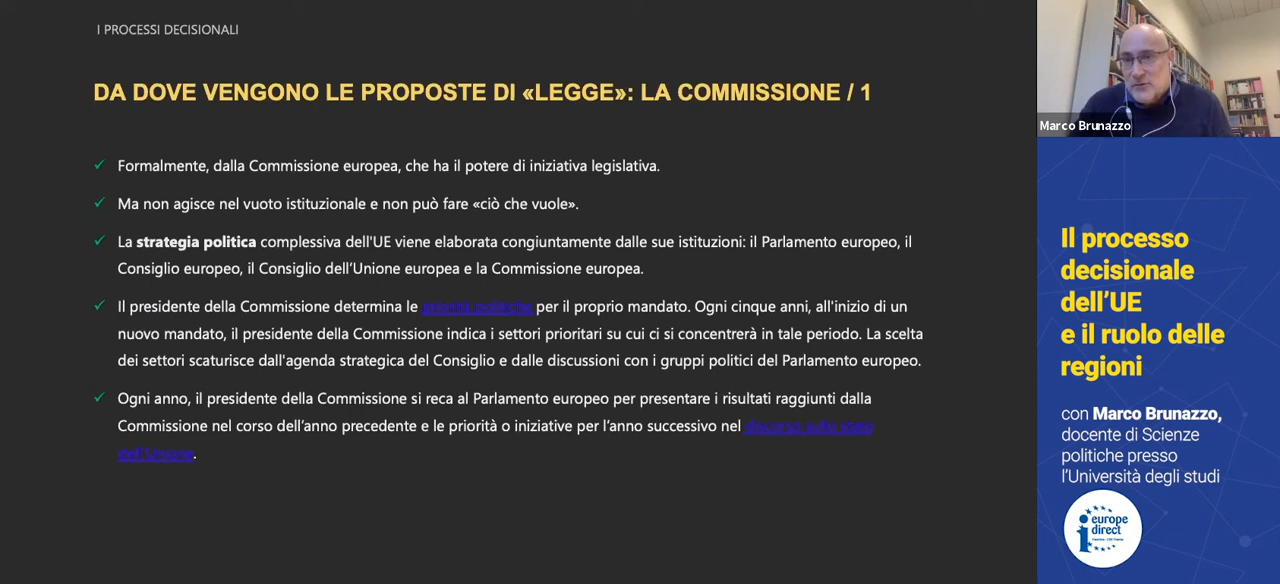 I PROCESSI DECISIONALI
DA DOVE VENGONO LE PROPOSTE DI «LEGGE»: LA COMMISSIONE / 1
Formalmente, dalla Commissione europea, che ha il potere di iniziativa legislativa.
Ma non agisce nel vuoto istituzionale e non può fare «ciò che vuole».
La strategia politica complessiva dell'UE viene elaborata congiuntamente dalle sue istituzioni: il Parlamento europeo, il
Consiglio europeo, il Consiglio dell’Unione europea e la Commissione europea.
Il presidente della Commissione determina le priorità politiche per il proprio mandato. Ogni cinque anni, all'inizio di un
nuovo mandato, il presidente della Commissione indica i settori prioritari su cui ci si concentrerà in tale periodo. La scelta
dei settori scaturisce dall'agenda strategica del Consiglio e dalle discussioni con i gruppi politici del Parlamento europeo.
Ogni anno, il presidente della Commissione si reca al Parlamento europeo per presentare i risultati raggiunti dalla
Commissione nel corso dell’anno precedente e le priorità o iniziative per l’anno successivo nel discorso sullo stato
dell’Unione.
Marco Brunazzo
Il processo
decisionale
dell’UE
e il ruolo delle
regioni
con Marco Brunazzo,
docente di Scienze
politiche presso
l’Università degli studi
europe
direct